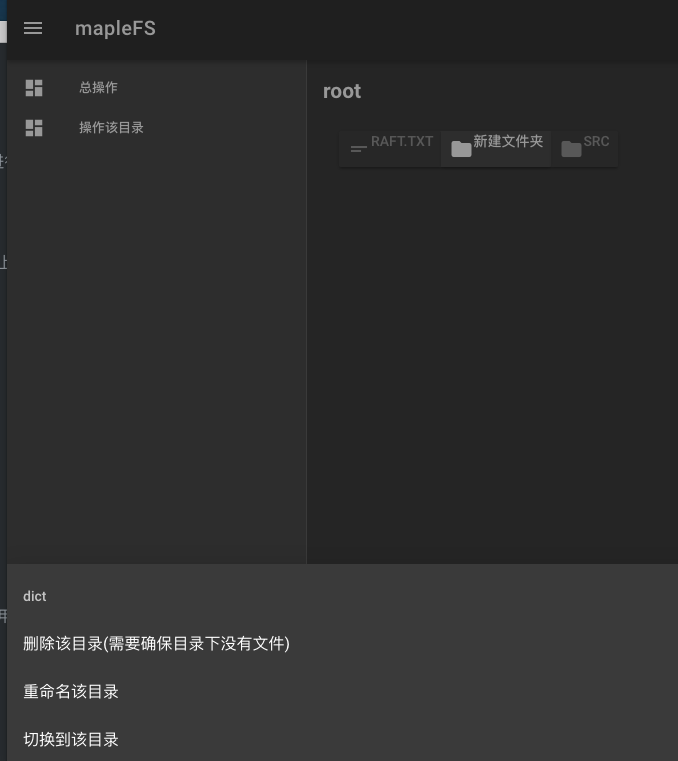 mapleFS
总操作
操作该目录
root
RAFT.TXT
新建文件夹
SRC
dict
删除该目录(需要确保目录下没有文件)
重命名该目录
切换到该目录